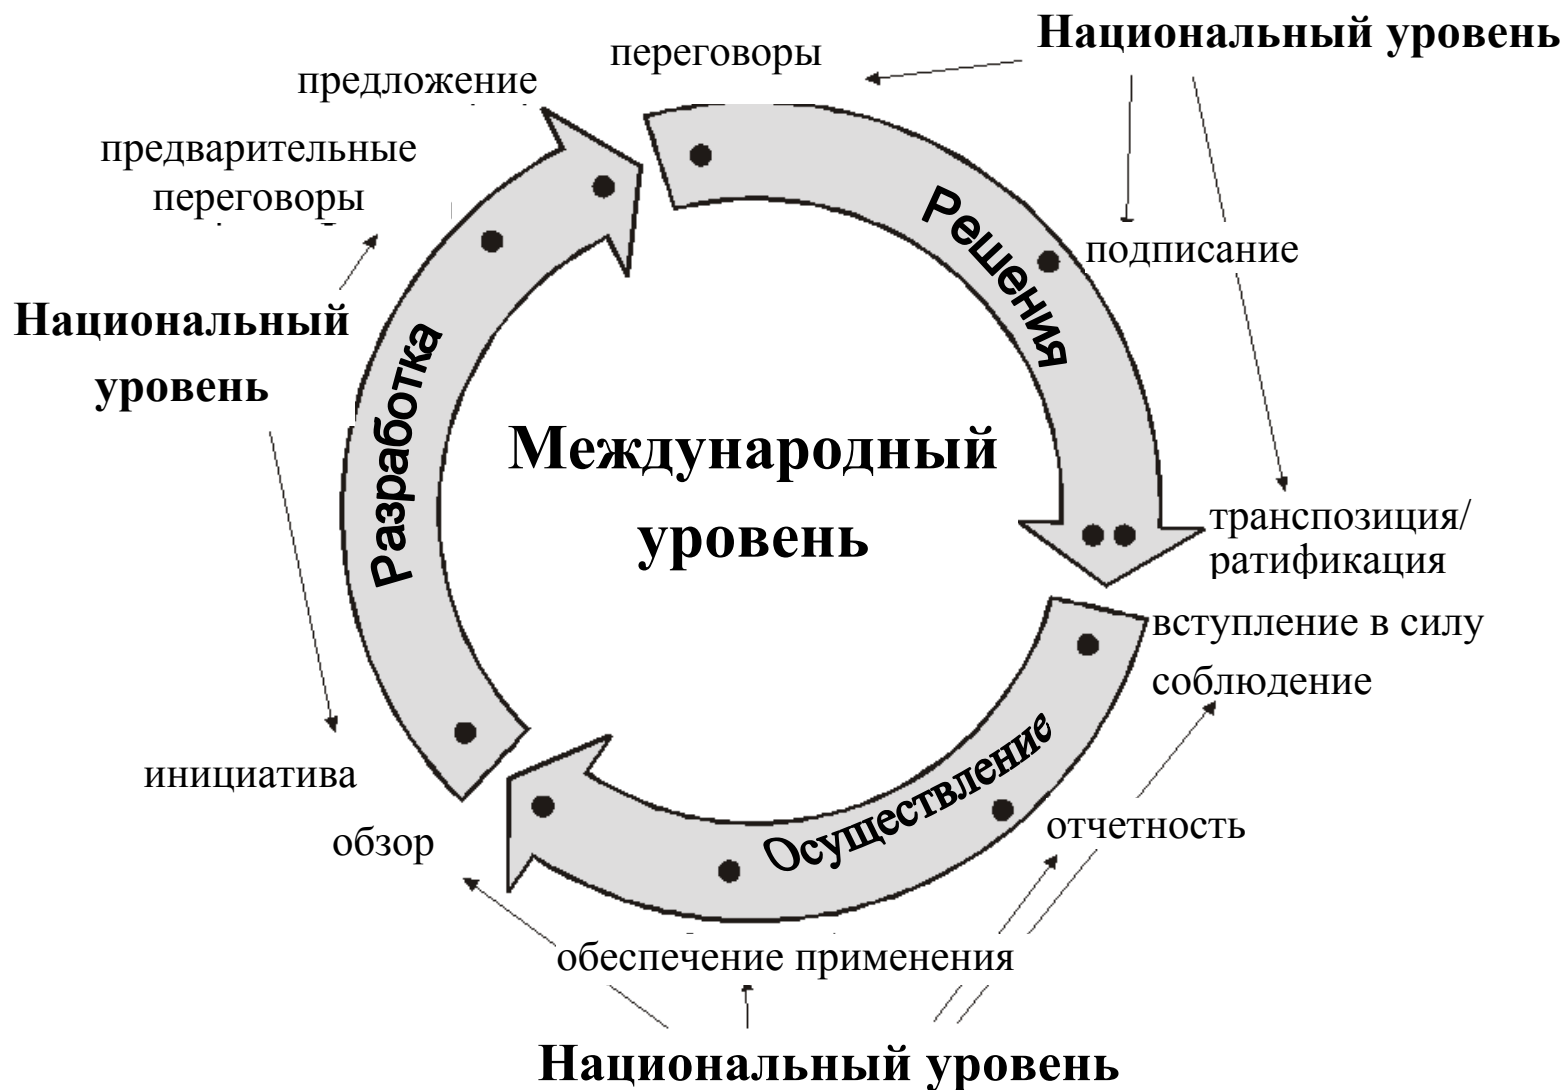 Национальный уровень
переговоры
предложение
предварительные
переговоры
Решения
подписание
Национальный
уровень
Разработка
Международный
уровень
транспозиция/
ратификация
вступление в силу
соблюдение
Осуществление
инициатива
отчетность
обзор
обеспечение применения
Национальный уровень